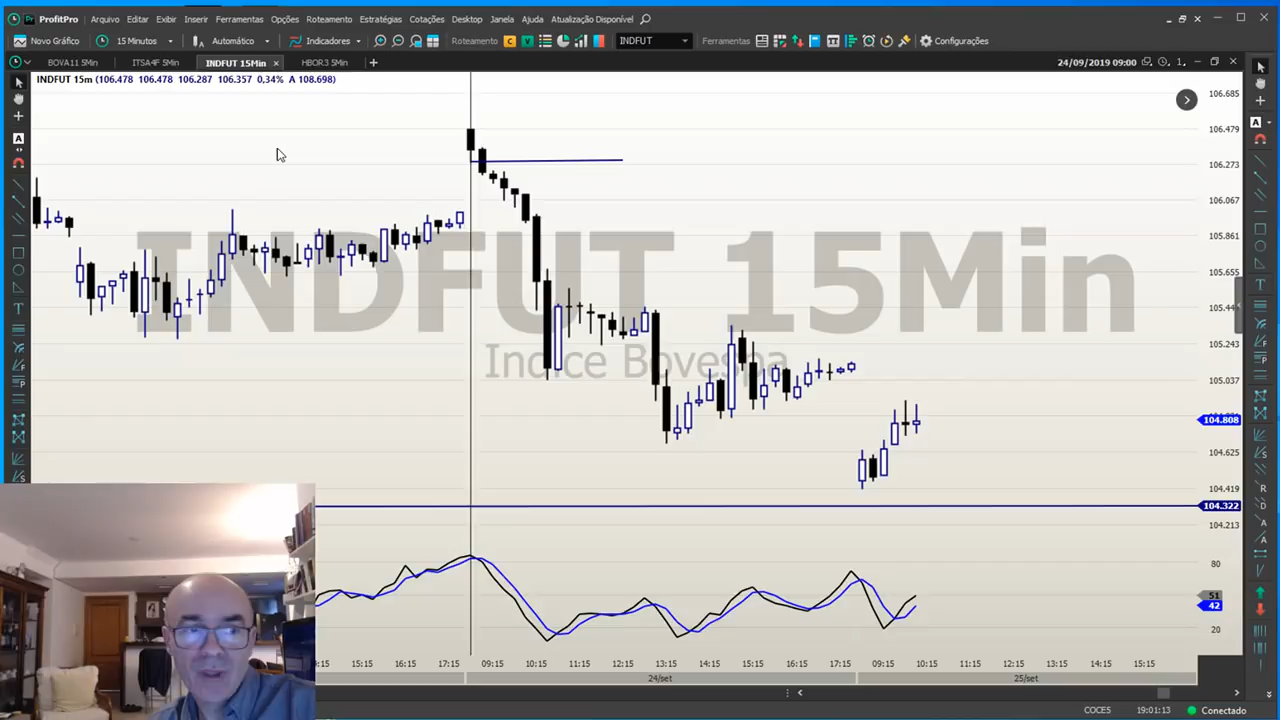 ProfitPro Arquivo Editar Exibir Inserir Ferramentas Opções Roteamento Estratégias Cotações Desktop Janela Ajuda Atualização Disponível
Novo Gráfico 15 Minutos Automático Indicadores Roteamento C V INDFUT Ferramentas Configurações
BOVA11 5Min ITSA4F 5Min INDFUT 15Min × HBOR3 5Min + 24/09/2019 09:00 1
INDFUT 15m (106.478 106.478 106.287 106.357 0,34% A 108.698)
106.685
106.479
106.273
106.067
105.861
105.655
105.449
105.243
105.037
104.808
104.625
104.419
104.322
104.213
INDFUT 15Min
Indice Bovespa
80
51
42
20
15:15 16:15 17:15 09:15 10:15 11:15 12:15 13:15 14:15 15:15 16:15 17:15 09:15 10:15 11:15 12:15 13:15 14:15 15:15
24/set 25/set
COCE5 19:01:13 Conectado